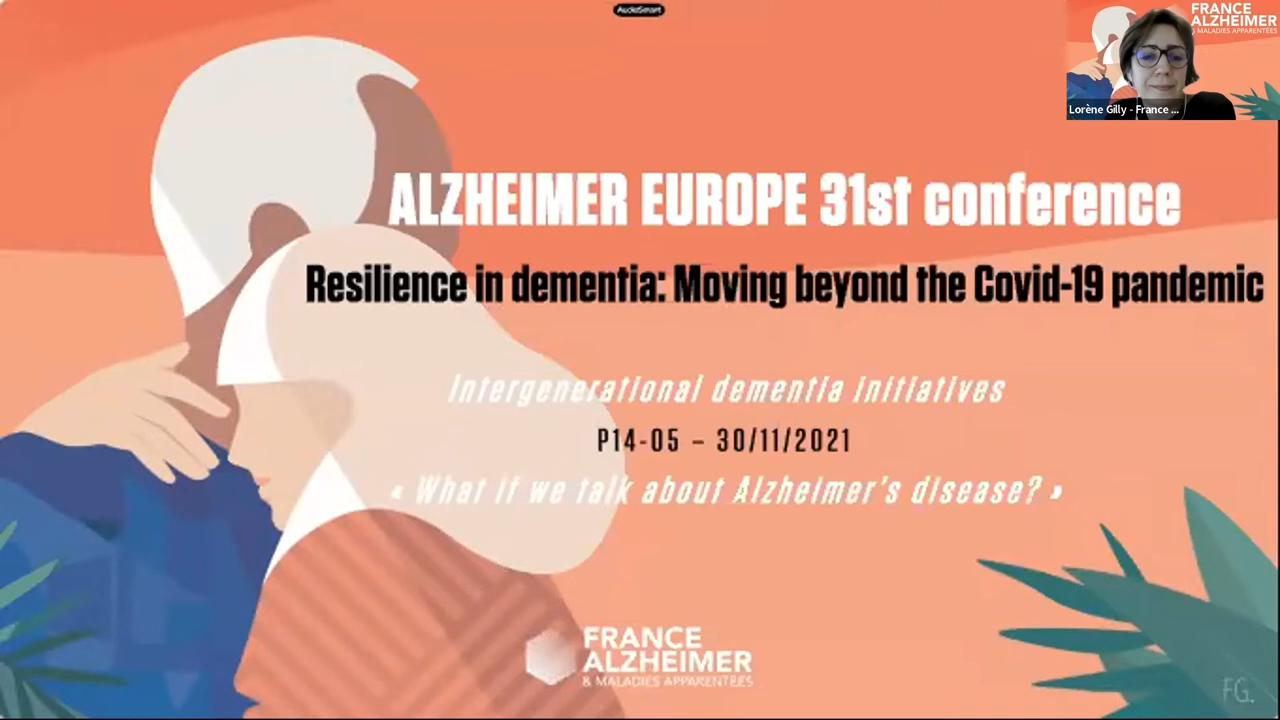 AudioSmart
FRANCE
ALZHEIMER
& MALADIES APPARENTÉES
Lorène Gilly - France ...
ALZHEIMER EUROPE 31st conference
Resilience in dementia: Moving beyond the Covid-19 pandemic
Intergenerational dementia initiatives
P14-05 – 30/11/2021
« What if we talk about Alzheimer's disease? »
FRANCE
ALZHEIMER
& MALADIES APPARENTÉES
FG.